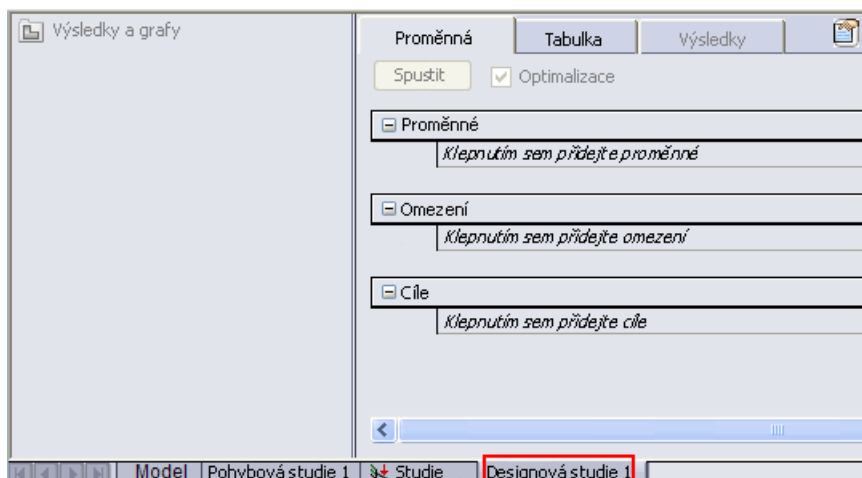 Výsledky a grafy
Proměnná Tabulka Výsledky
Spustit Optimalizace
Proměnné
Klepnutím sem přidejte proměnné
Omezení
Klepnutím sem přidejte omezení
Cíle
Klepnutím sem přidejte cíle
Model Pohybová studie 1 Studie Designová studie 1